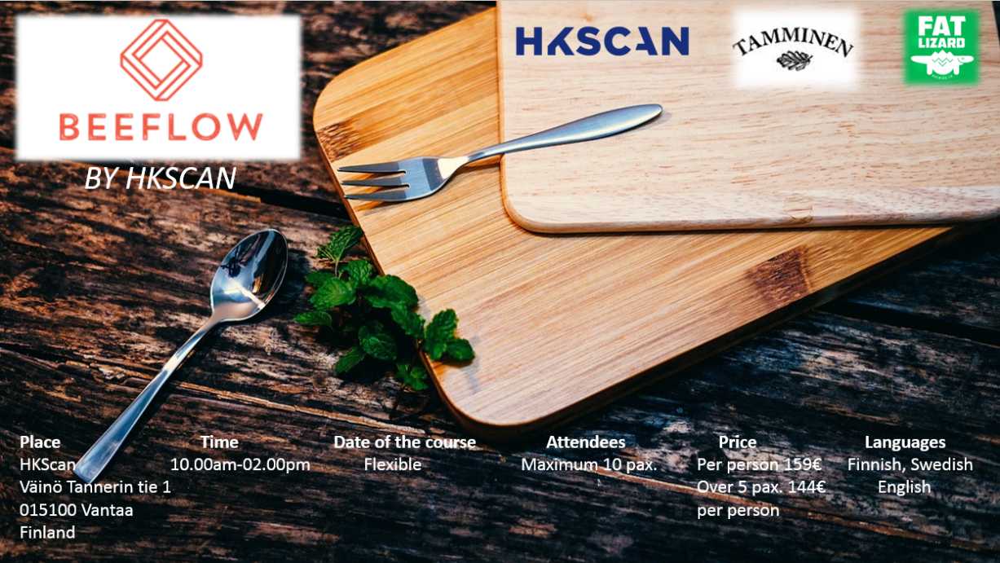 BEEFLOW
BY HKSCAN
HKSCAN
TAMMINEN
FAT
LIZARD
BREWING CO.
Place
HKScan
Väinö Tannerin tie 1
015100 Vantaa
Finland
Time
10.00am-02.00pm
Date of the course
Flexible
Attendees
Maximum 10 pax.
Price
Per person 159€
Over 5 pax. 144€
per person
Languages
Finnish, Swedish
English